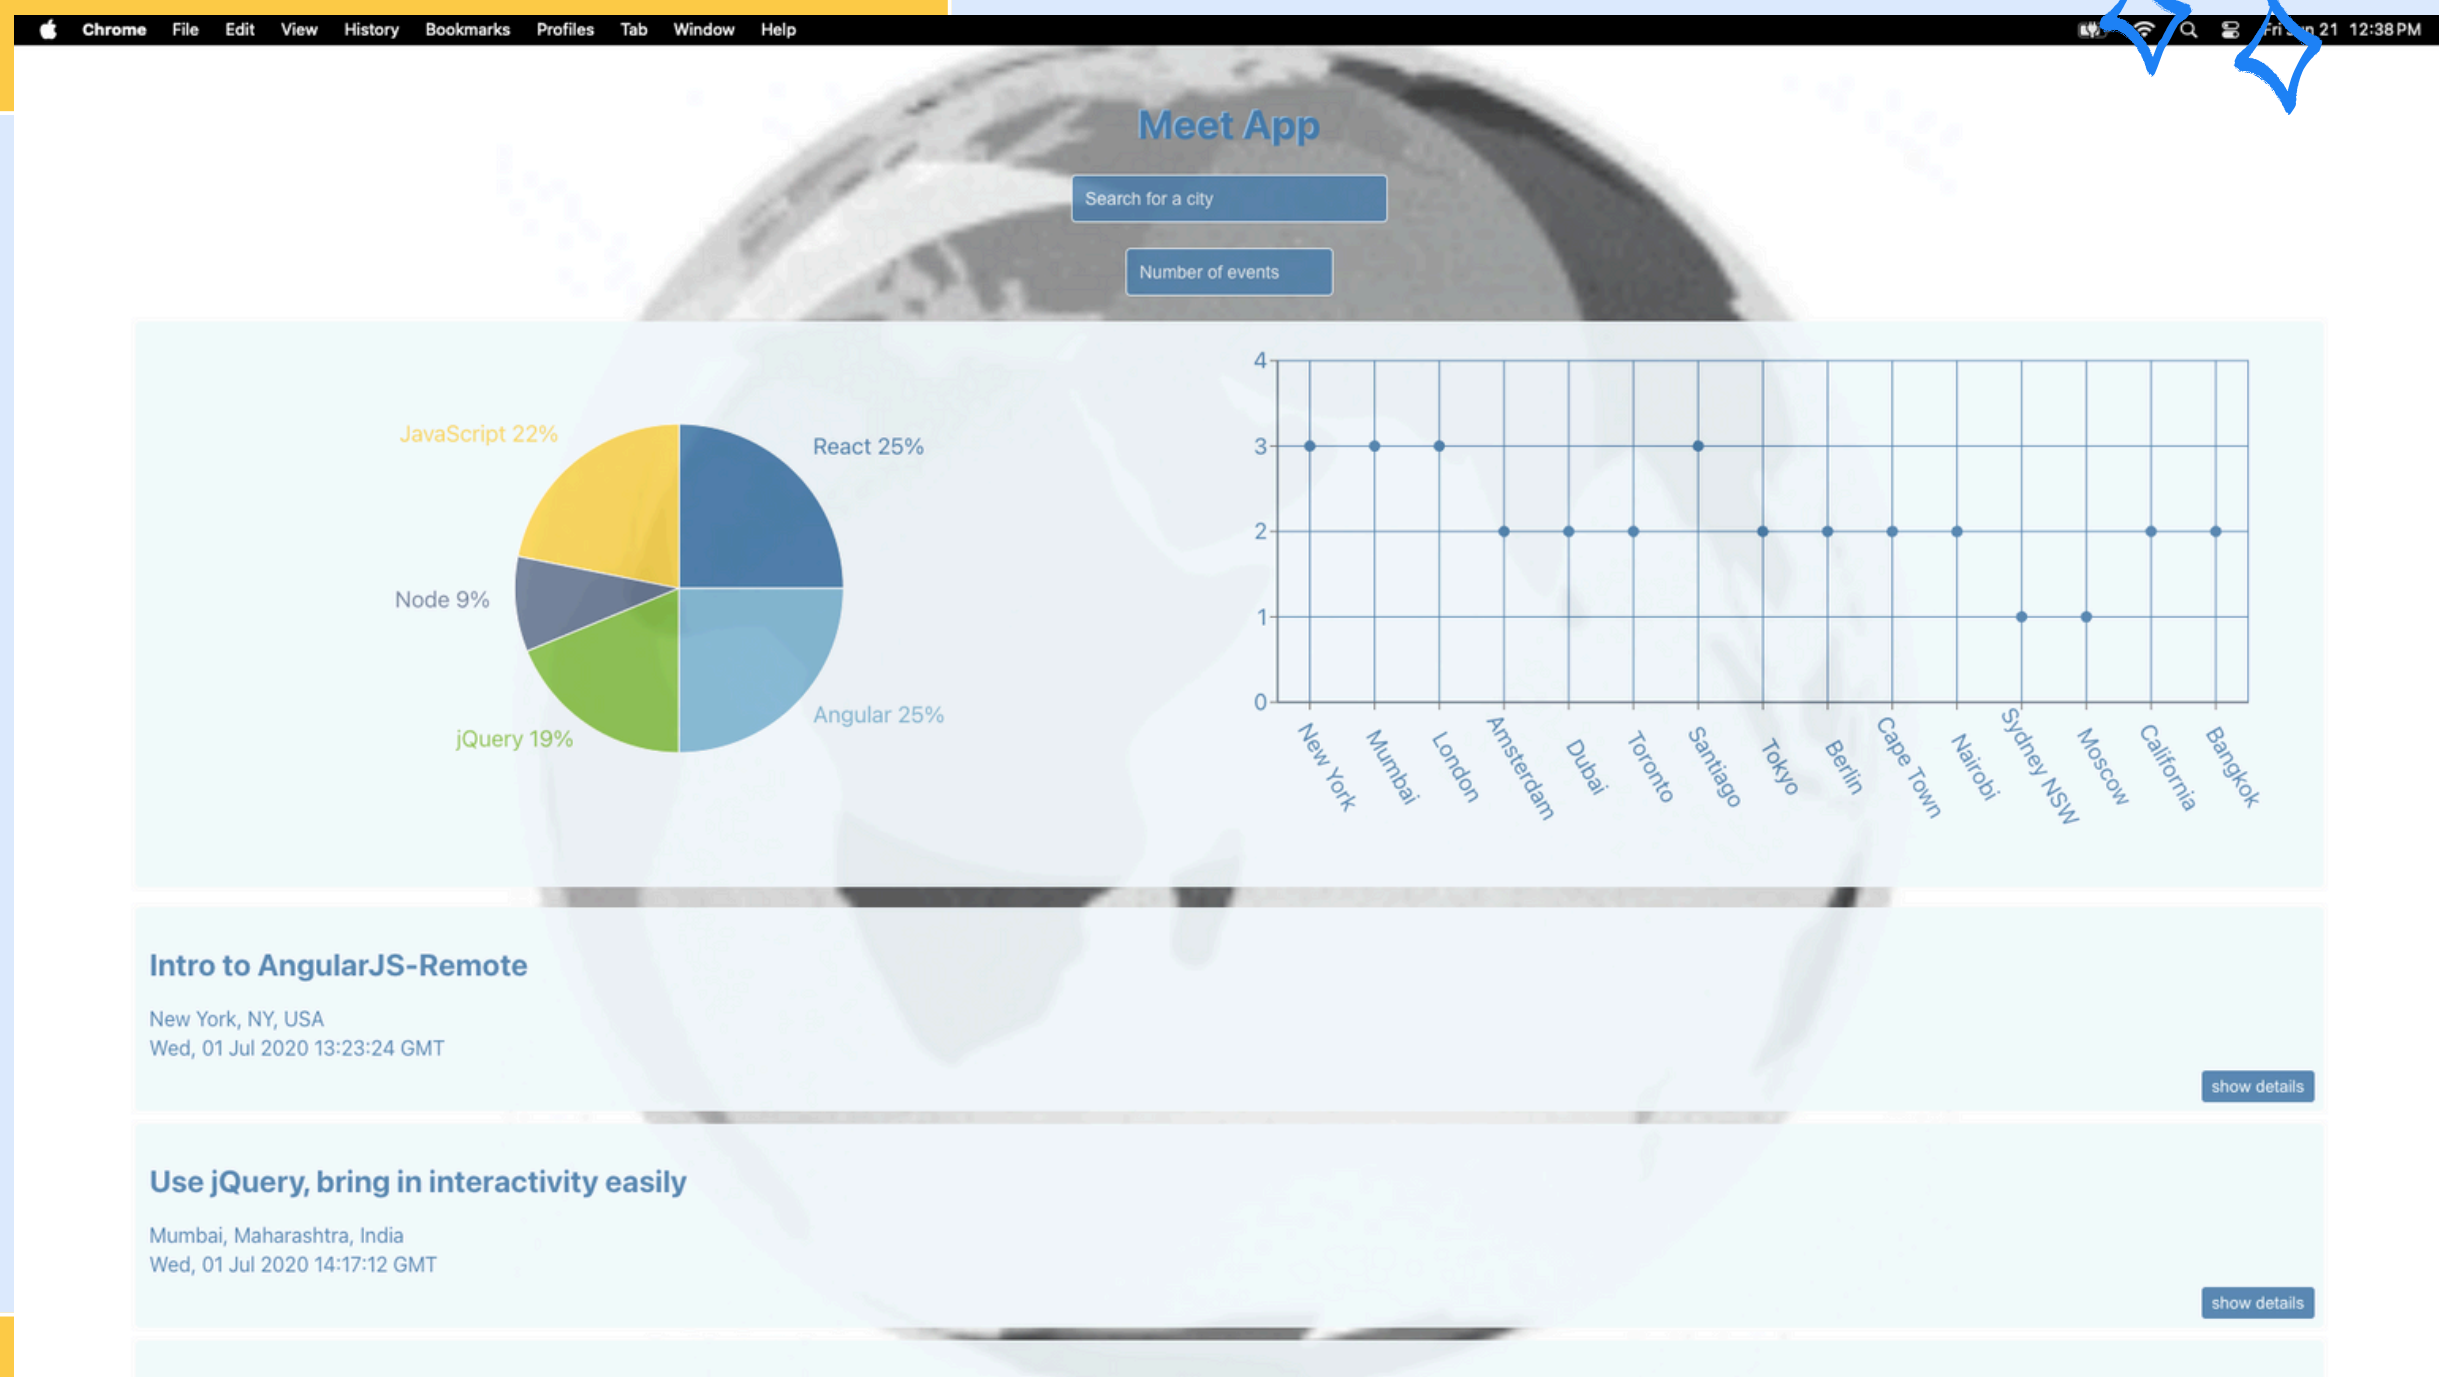 Chrome File Edit View History Bookmarks Profiles Tab Window Help
21 12:38 PM
Meet App
Search for a city
Number of events
JavaScript 22%
React 25%
Node 9%
Angular 25%
jQuery 19%
4
3
2
1
0
New York
Mumbai
London
Amsterdam
Dubai
Toronto
Santiago
Tokyo
Berlin
Cape Town
Nairobi
Sydney NSW
Moscow
California
Bangkok
Intro to AngularJS-Remote
New York, NY, USA
Wed, 01 Jul 2020 13:23:24 GMT
show details
Use jQuery, bring in interactivity easily
Mumbai, Maharashtra, India
Wed, 01 Jul 2020 14:17:12 GMT
show details